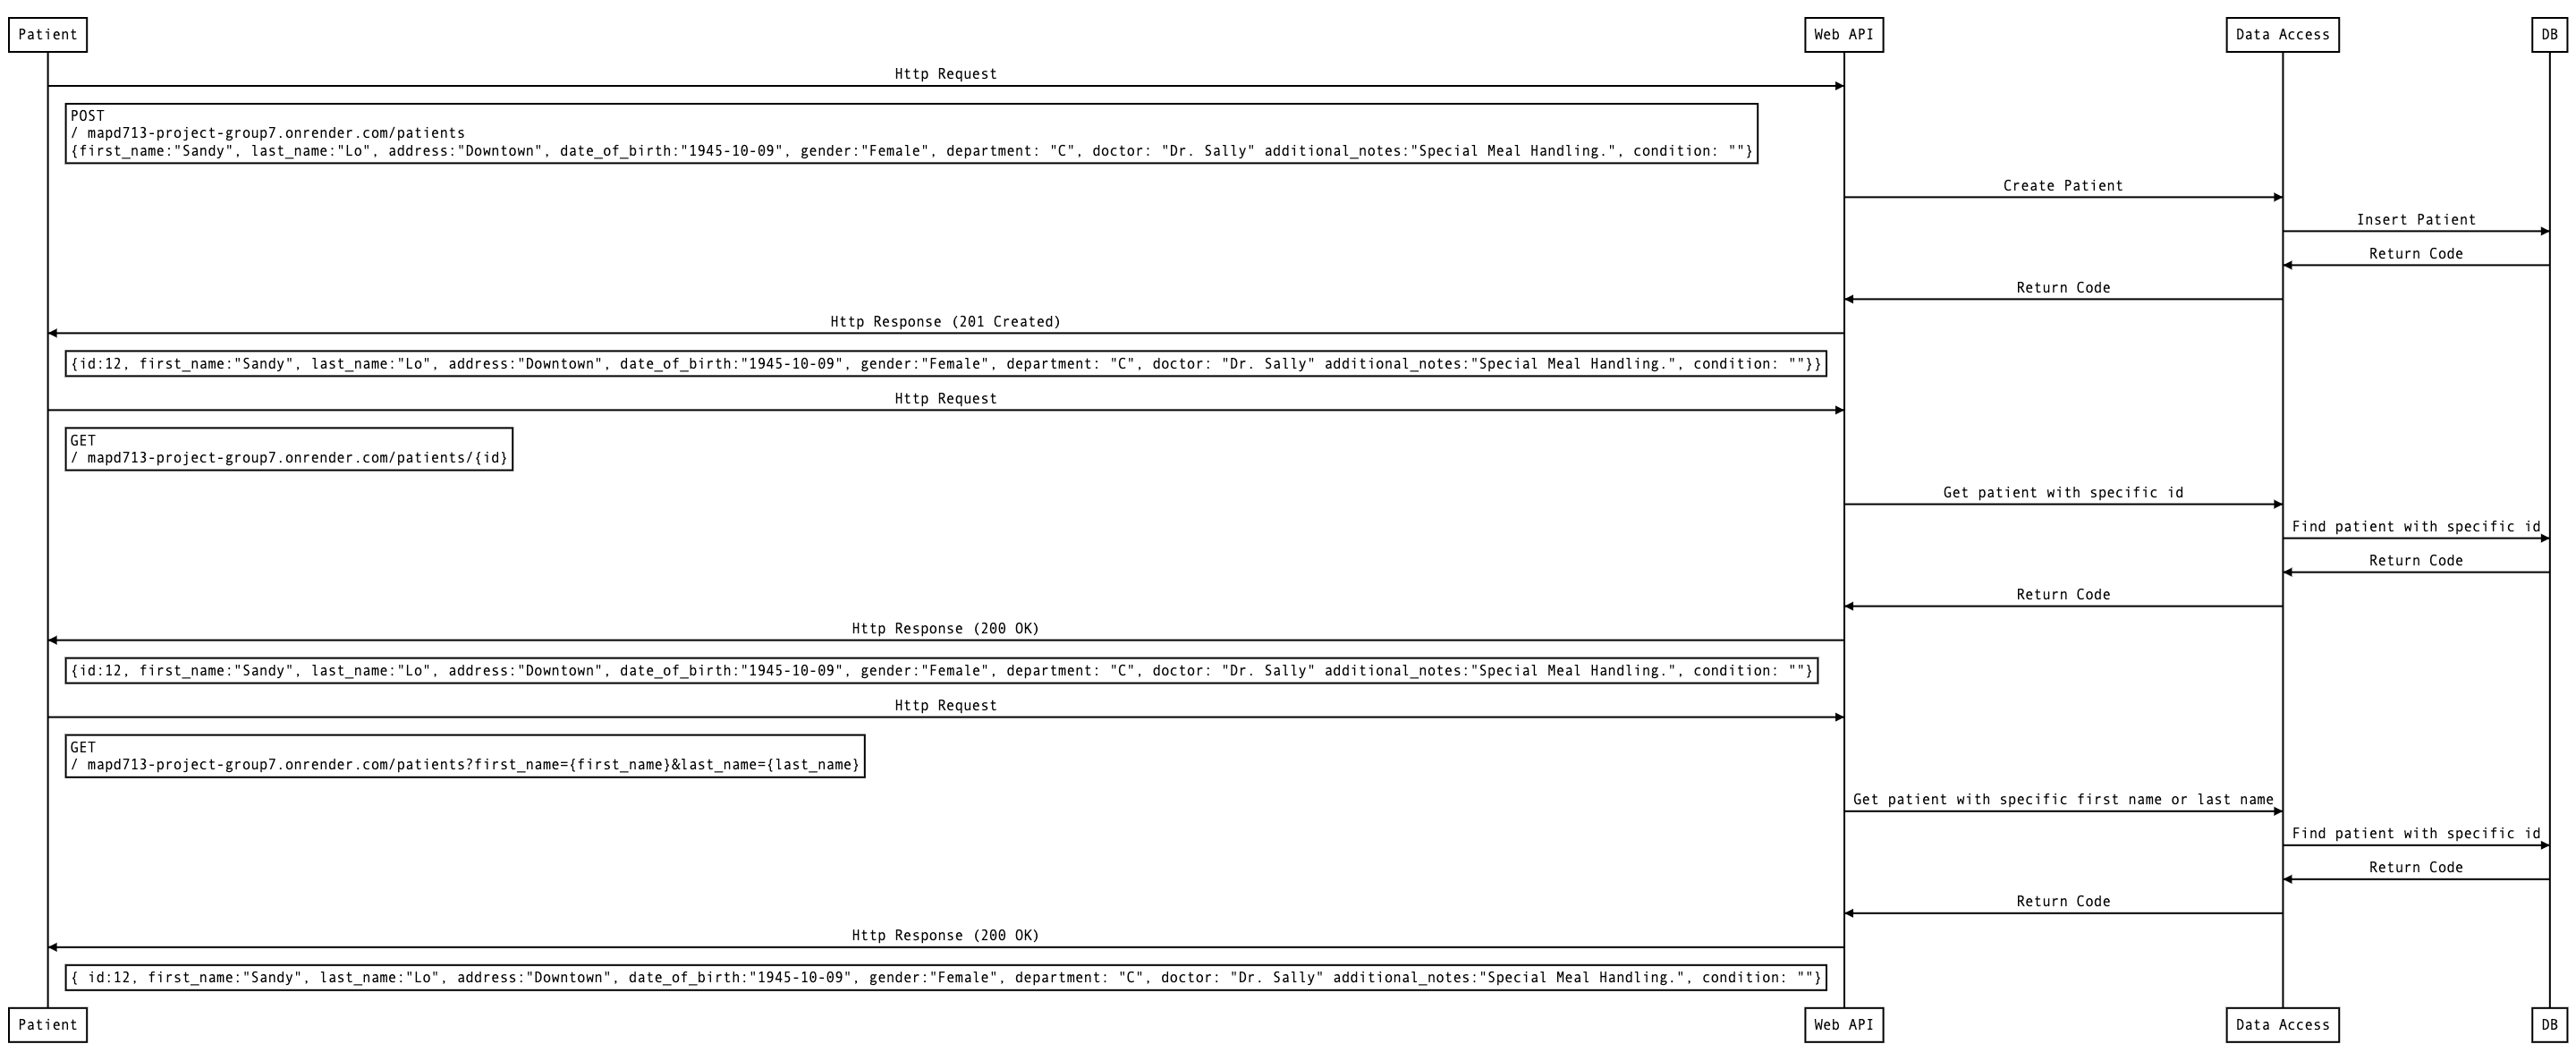 Patient
Web API
Data Access
DB
Http Request
POST
/ mapd713-project-group7.onrender.com/patients
{first_name:"Sandy", last_name:"Lo", address:"Downtown", date_of_birth:"1945-10-09", gender:"Female", department: "C", doctor: "Dr. Sally" additional_notes:"Special Meal Handling.", condition: ""}
Create Patient
Insert Patient
Return Code
Return Code
Http Response (201 Created)
{id:12, first_name:"Sandy", last_name:"Lo", address:"Downtown", date_of_birth:"1945-10-09", gender:"Female", department: "C", doctor: "Dr. Sally" additional_notes:"Special Meal Handling.", condition: ""}}
Http Request
GET
/ mapd713-project-group7.onrender.com/patients/{id}
Get patient with specific id
Find patient with specific id
Return Code
Return Code
Http Response (200 OK)
{id:12, first_name:"Sandy", last_name:"Lo", address:"Downtown", date_of_birth:"1945-10-09", gender:"Female", department: "C", doctor: "Dr. Sally" additional_notes:"Special Meal Handling.", condition: ""}
Http Request
GET
/ mapd713-project-group7.onrender.com/patients?first_name={first_name}&last_name={last_name}
Get patient with specific first name or last name
Find patient with specific id
Return Code
Return Code
Http Response (200 OK)
{ id:12, first_name:"Sandy", last_name:"Lo", address:"Downtown", date_of_birth:"1945-10-09", gender:"Female", department: "C", doctor: "Dr. Sally" additional_notes:"Special Meal Handling.", condition: ""}
Patient
Web API
Data Access
DB